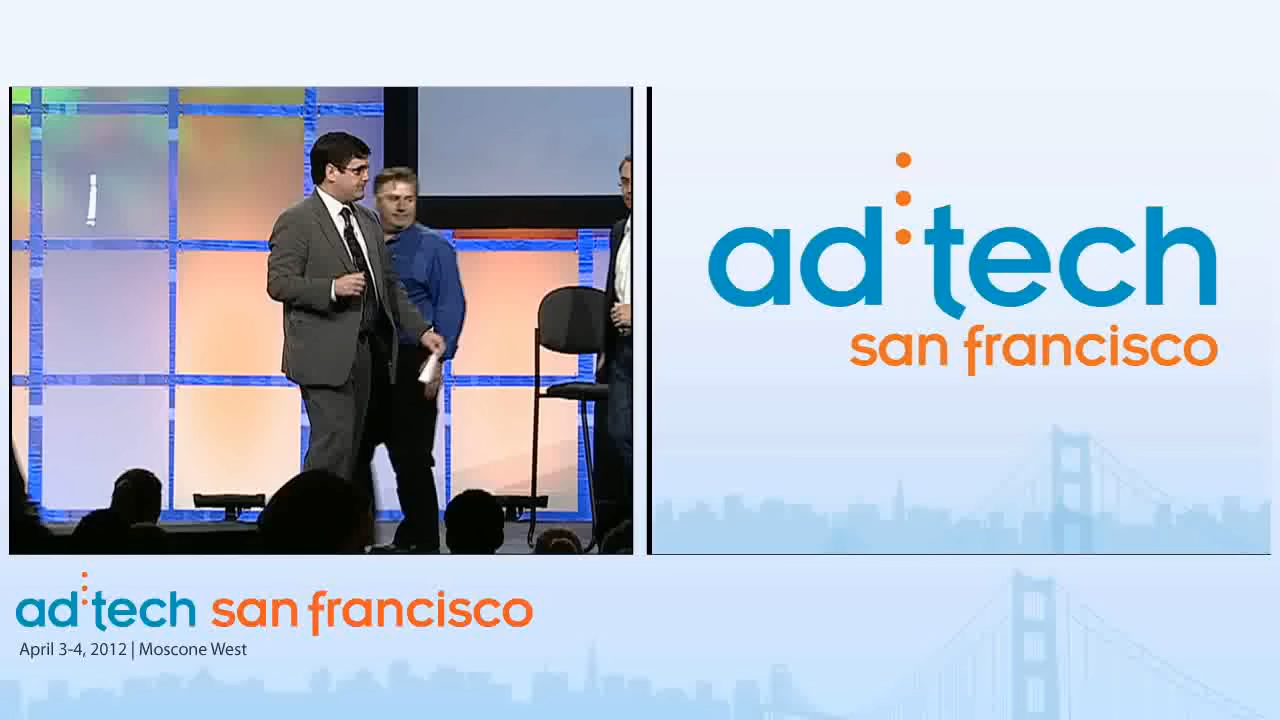 ad:tech
san francisco
ad:tech san francisco
April 3-4, 2012 | Moscone West